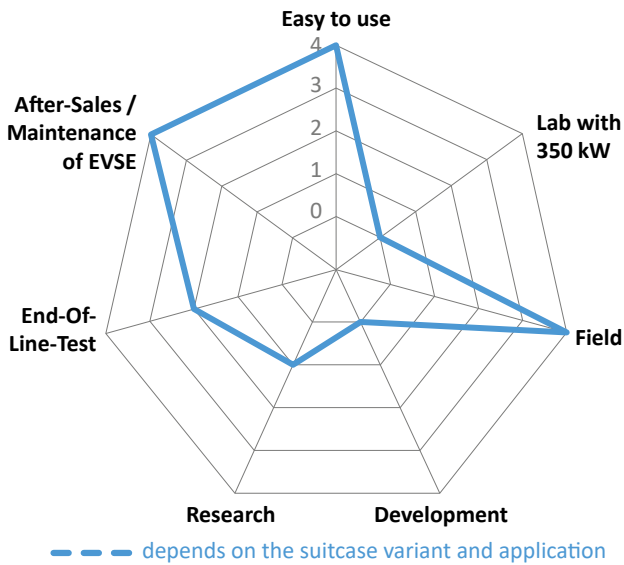 Easy to use
4
3
2
1
0
After-Sales /
Maintenance
of EVSE
Lab with
350 kW
End-Of-
Line-Test
Field
Research
Development
depends on the suitcase variant and application